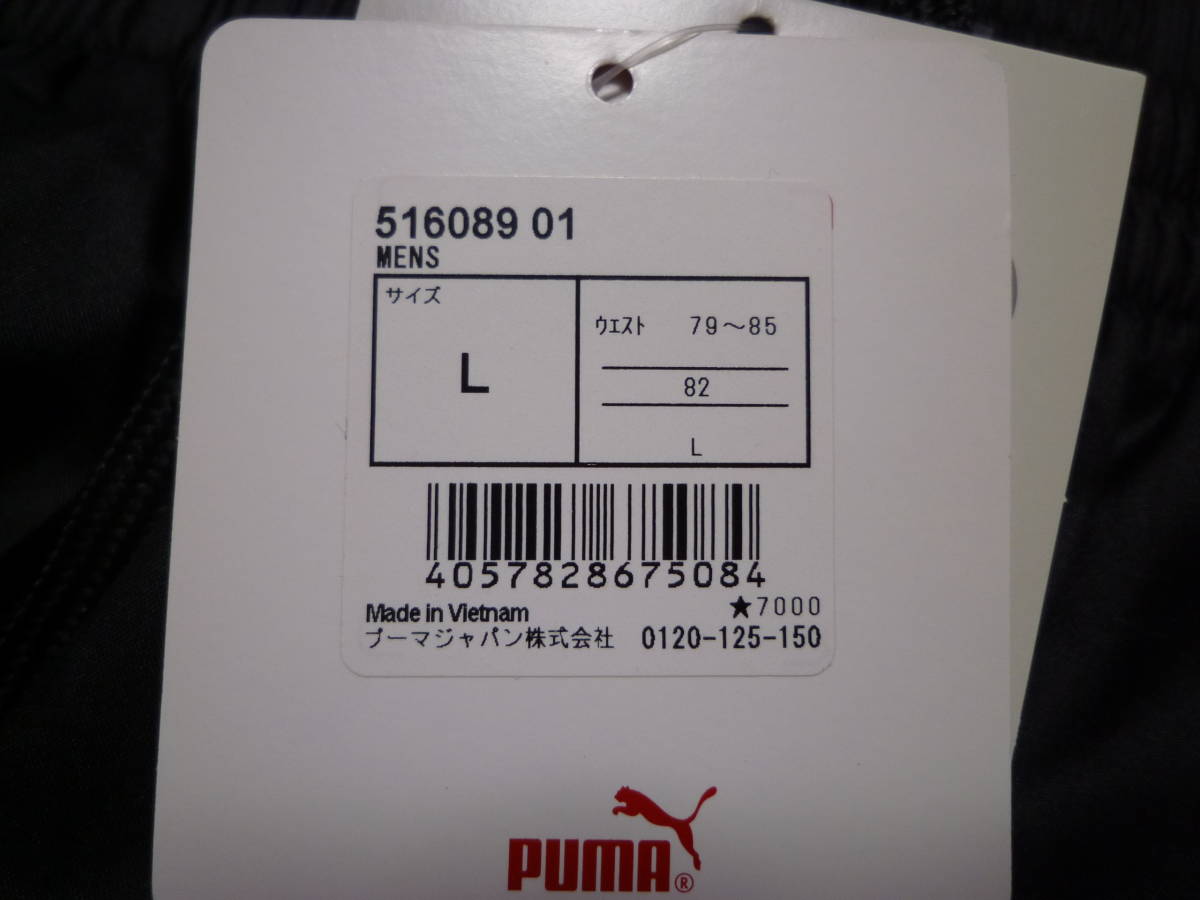 516089 01
MENS
サイズ
L
ウエスト 79～85
82
L
4057828675084
★7000
Made in Vietnam
プーマジャパン株式会社 0120-125-150
PUMA®